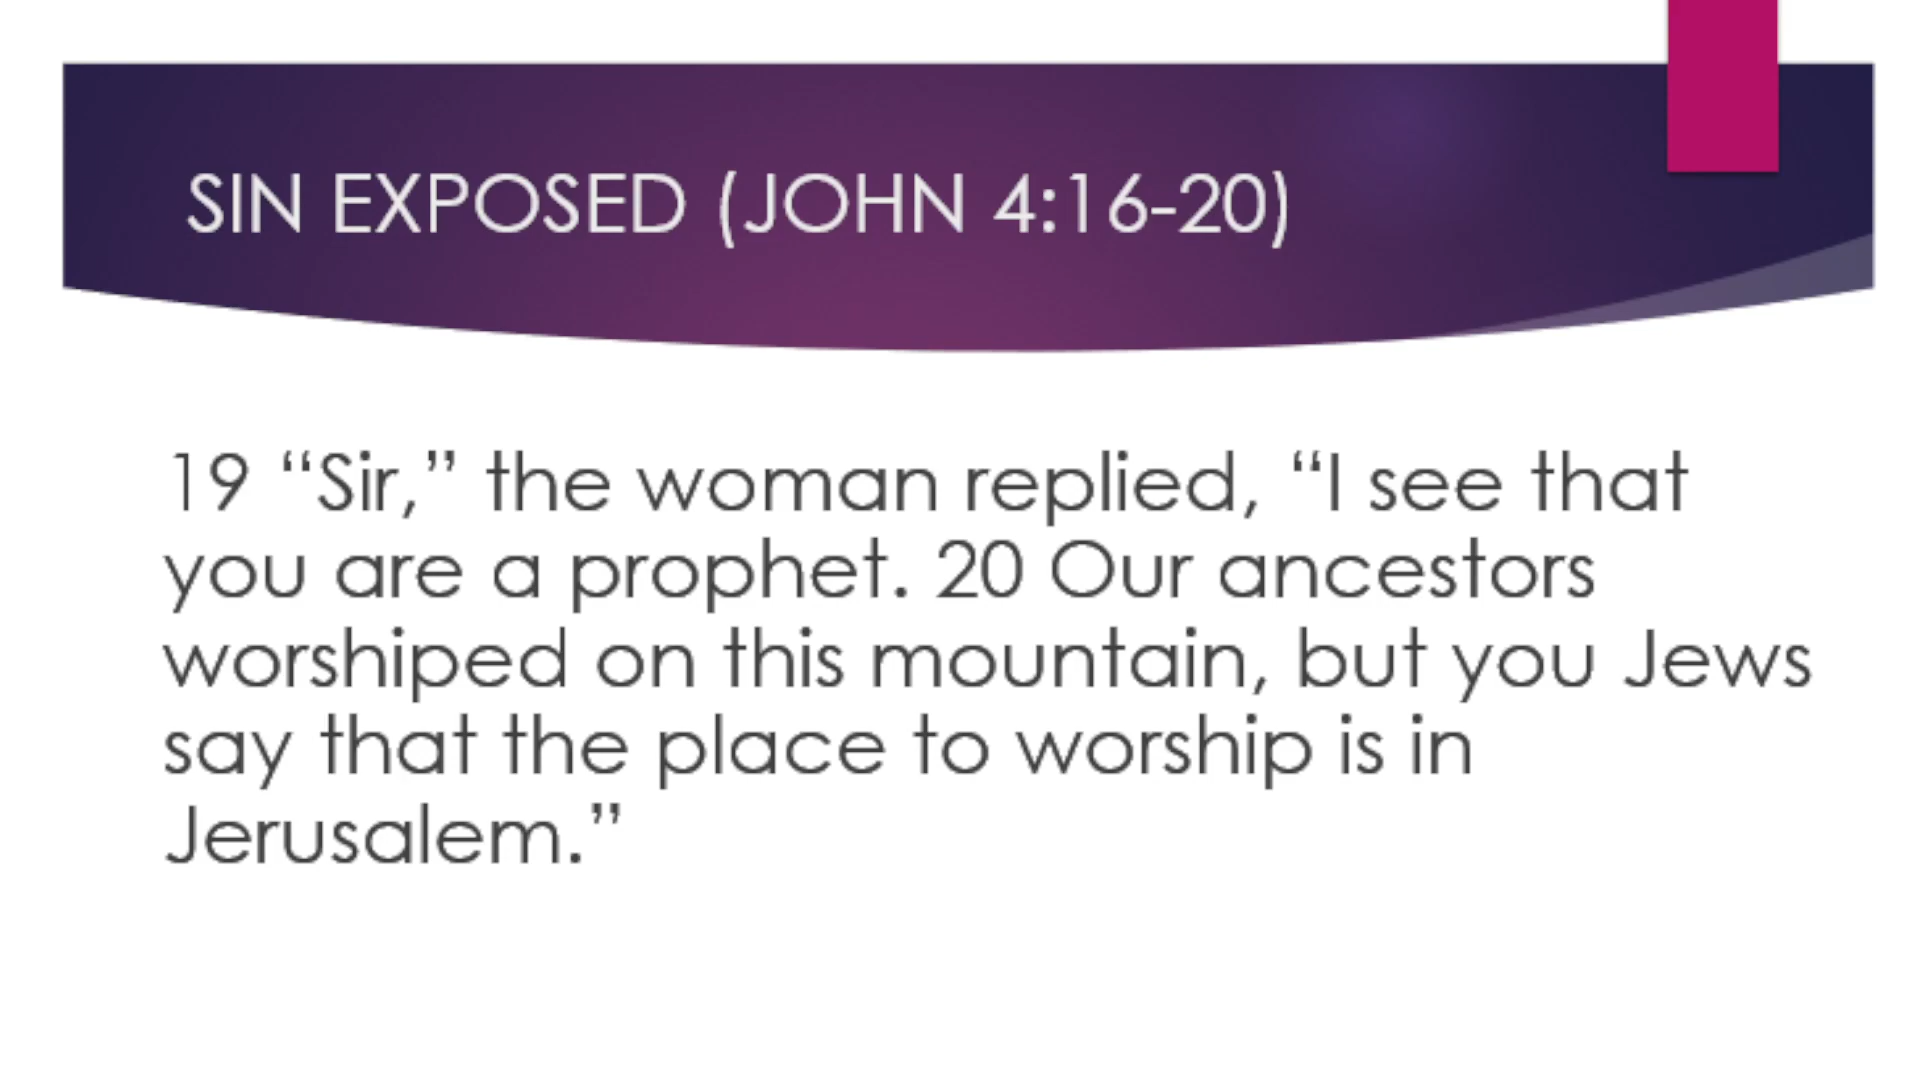 SIN EXPOSED (JOHN 4:16-20)
19 “Sir,” the woman replied, “I see that
you are a prophet. 20 Our ancestors
worshiped on this mountain, but you Jews
say that the place to worship is in
Jerusalem.”